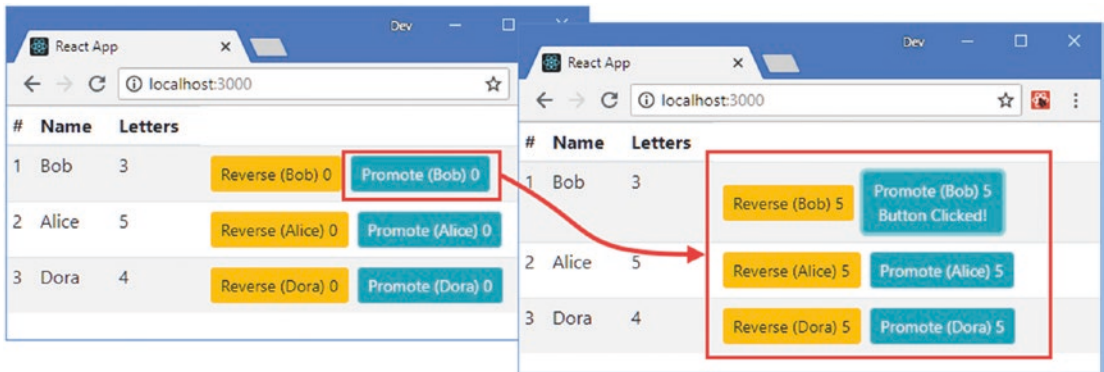 Dev
React App
localhost:3000
# Name Letters
1 Bob 3 Reverse (Bob) 0 Promote (Bob) 0
2 Alice 5 Reverse (Alice) 0 Promote (Alice) 0
3 Dora 4 Reverse (Dora) 0 Promote (Dora) 0
Dev
React App
localhost:3000
# Name Letters
1 Bob 3 Reverse (Bob) 5 Promote (Bob) 5
Button Clicked!
2 Alice 5 Reverse (Alice) 5 Promote (Alice) 5
3 Dora 4 Reverse (Dora) 5 Promote (Dora) 5